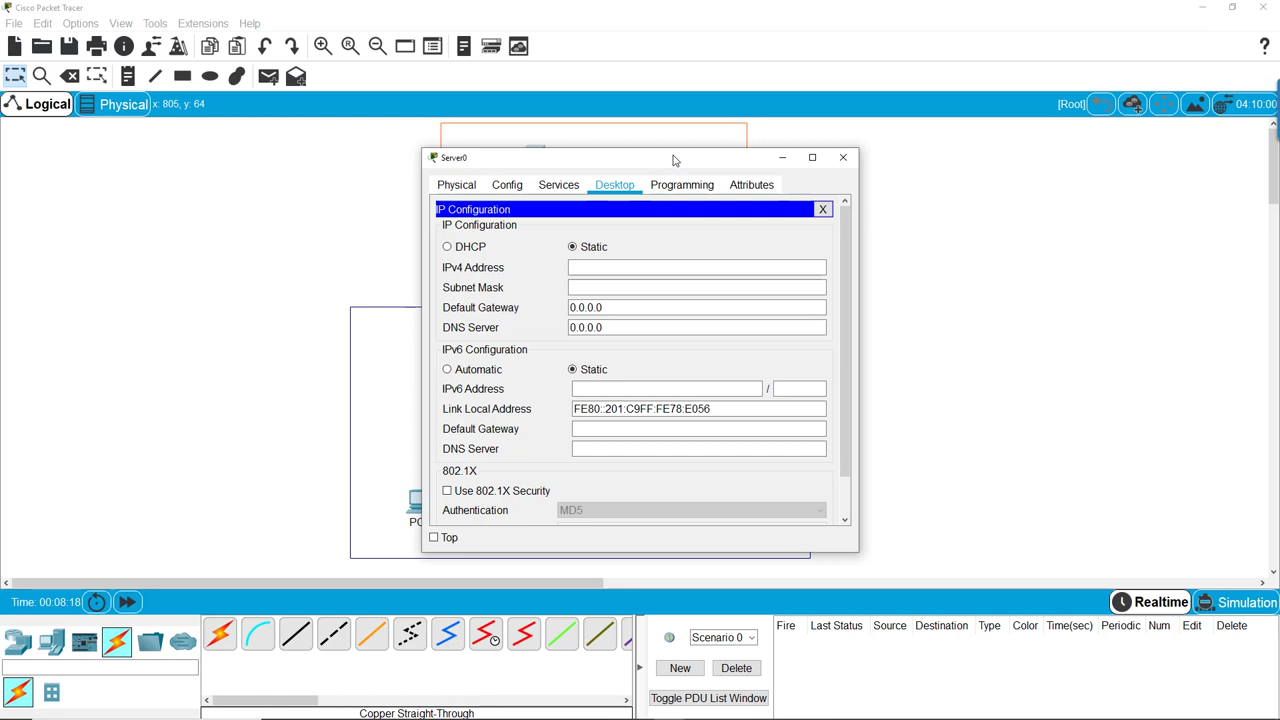 Cisco Packet Tracer
File Edit Options View Tools Extensions Help
?
Logical Physical x: 805, y: 64 [Root] 04:10:00
Server0
Physical Config Services Desktop Programming Attributes
IP Configuration X
IP Configuration
DHCP Static
IPv4 Address
Subnet Mask
Default Gateway 0.0.0.0
DNS Server 0.0.0.0
IPv6 Configuration
Automatic Static
IPv6 Address /
Link Local Address FE80::201:C9FF:FE78:E056
Default Gateway
DNS Server
802.1X
Use 802.1X Security
Authentication MD5
PC
Top
Time: 00:08:18 Realtime Simulation
Scenario 0
Fire Last Status Source Destination Type Color Time(sec) Periodic Num Edit Delete
New Delete
Toggle PDU List Window
Copper Straight-Through